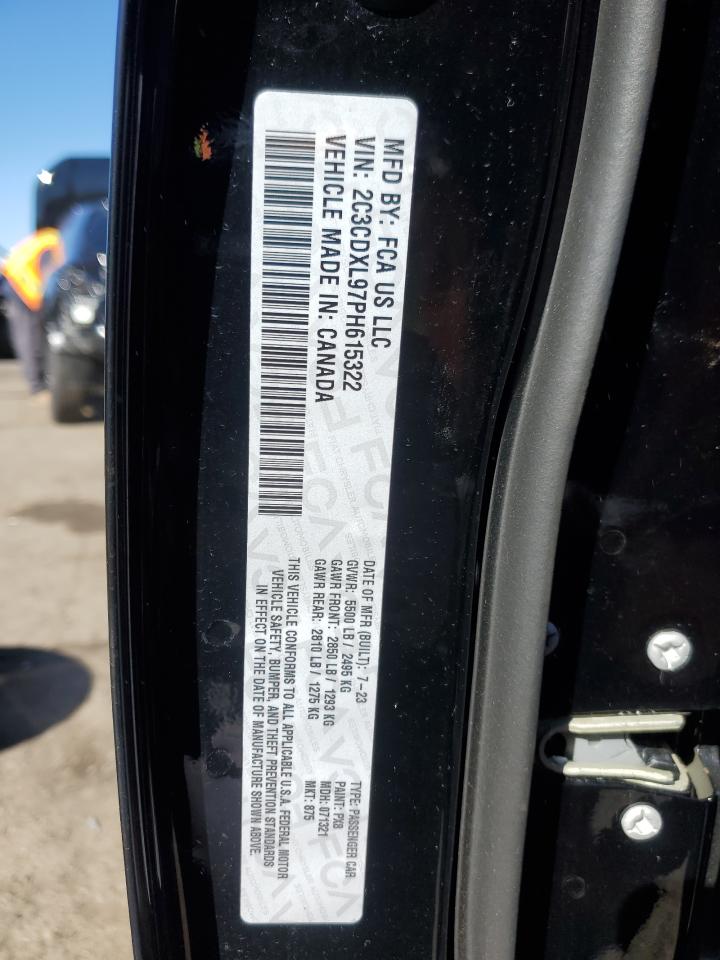 MFD BY: FCA US LLC
VIN: 2C3CDXL97PH615322
VEHICLE MADE IN: CANADA
DATE OF MFR (BUILT): 7-23
GVWR: 5500 LB / 2495 KG
GAWR FRONT: 2850 LB / 1293 KG
GAWR REAR: 2810 LB / 1275 KG
TYPE: PASSENGER CAR
PAINT: PX8
MDH: 071321
MKT: 875
THIS VEHICLE CONFORMS TO ALL APPLICABLE U.S.A. FEDERAL MOTOR
VEHICLE SAFETY, BUMPER, AND THEFT PREVENTION STANDARDS
IN EFFECT ON THE DATE OF MANUFACTURE SHOWN ABOVE.